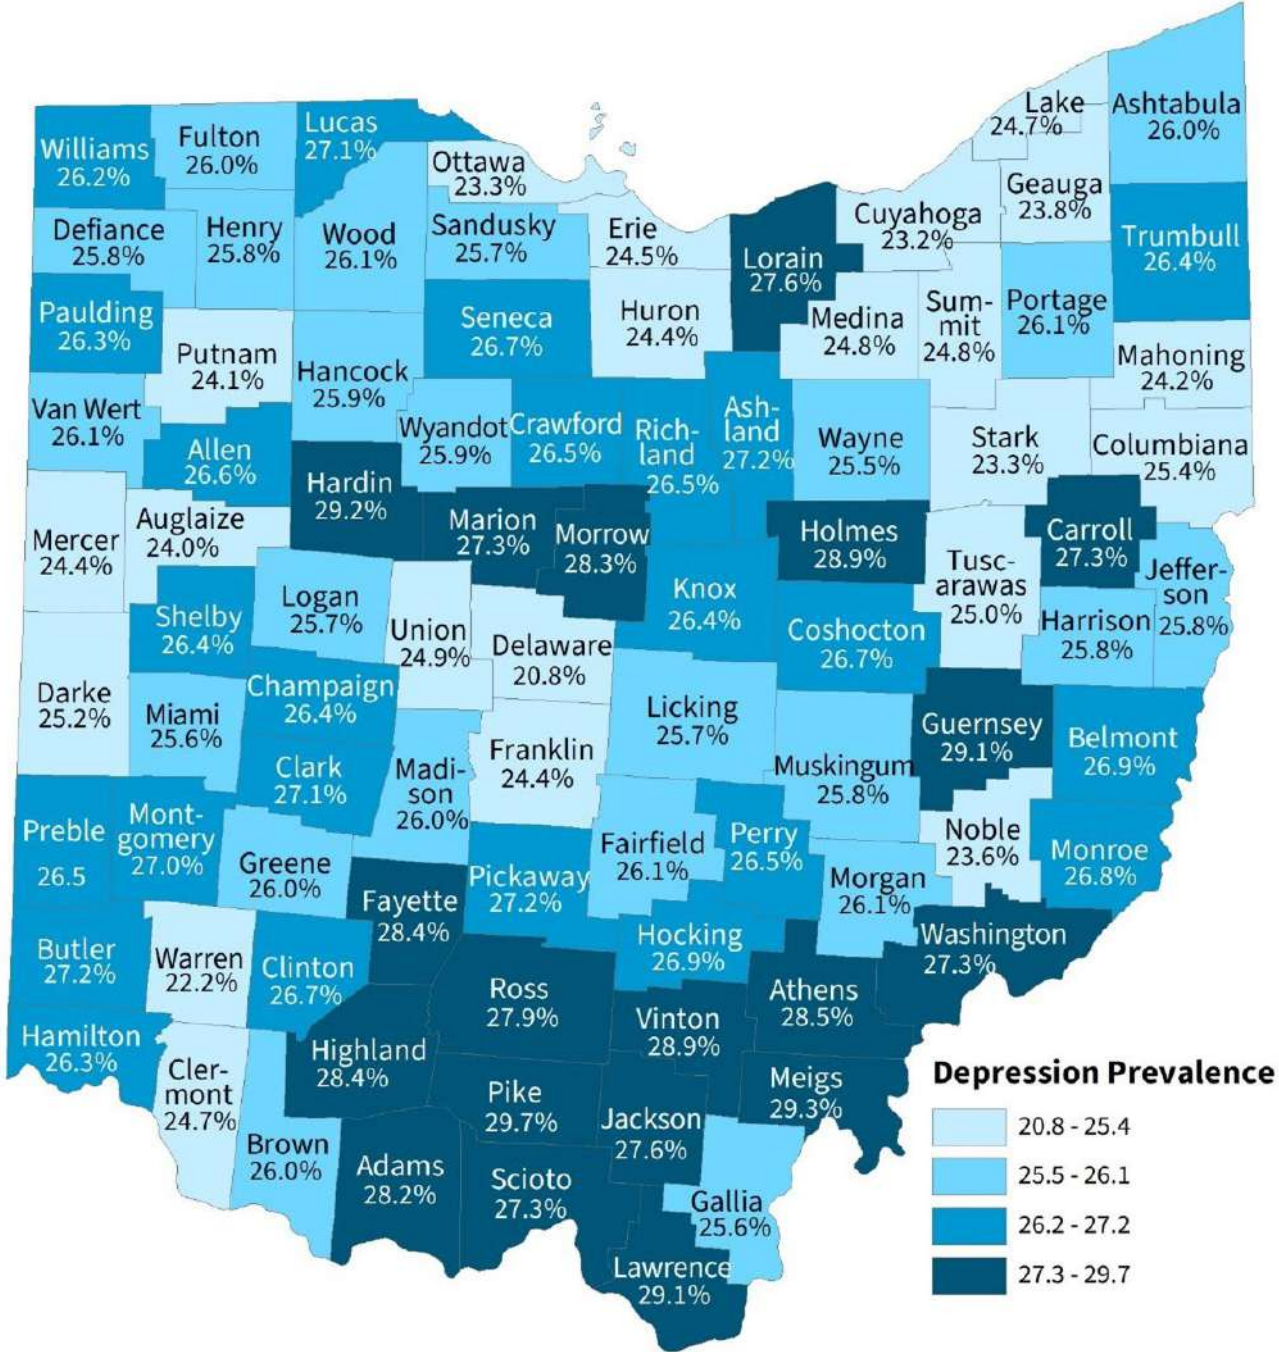 Lake
24.7%
Ashtabula
26.0%
Williams
26.2%
Fulton
26.0%
Lucas
27.1%
Ottawa
23.3%
Geauga
23.8%
Cuyahoga
23.2%
Defiance
25.8%
Henry
25.8%
Wood
26.1%
Sandusky
25.7%
Erie
24.5%
Lorain
27.6%
Trumbull
26.4%
Paulding
26.3%
Putnam
24.1%
Hancock
25.9%
Seneca
26.7%
Huron
24.4%
Medina
24.8%
Sum-
mit
24.8%
Portage
26.1%
Mahoning
24.2%
Van Wert
26.1%
Allen
26.6%
Wyandot
25.9%
Crawford
26.5%
Rich-
land
26.5%
Ash-
land
27.2%
Wayne
25.5%
Stark
23.3%
Columbiana
25.4%
Mercer
24.4%
Auglaize
24.0%
Hardin
29.2%
Marion
27.3%
Morrow
28.3%
Holmes
28.9%
Tusc-
arawas
25.0%
Carroll
27.3%
Jeffer-
son
25.8%
Shelby
26.4%
Logan
25.7%
Union
24.9%
Delaware
20.8%
Knox
26.4%
Coshocton
26.7%
Harrison
25.8%
Darke
25.2%
Miami
25.6%
Champaign
26.4%
Licking
25.7%
Guernsey
29.1%
Belmont
26.9%
Clark
27.1%
Madi-
son
26.0%
Franklin
24.4%
Muskingum
25.8%
Preble
26.5
Mont-
gomery
27.0%
Greene
26.0%
Fairfield
26.1%
Perry
26.5%
Noble
23.6%
Monroe
26.8%
Fayette
28.4%
Pickaway
27.2%
Morgan
26.1%
Butler
27.2%
Warren
22.2%
Clinton
26.7%
Hocking
26.9%
Washington
27.3%
Ross
27.9%
Vinton
28.9%
Athens
28.5%
Hamilton
26.3%
Cler-
mont
24.7%
Highland
28.4%
Pike
29.7%
Jackson
27.6%
Meigs
29.3%
Brown
26.0%
Adams
28.2%
Scioto
27.3%
Gallia
25.6%
Lawrence
29.1%
Depression Prevalence
20.8 - 25.4
25.5 - 26.1
26.2 - 27.2
27.3 - 29.7